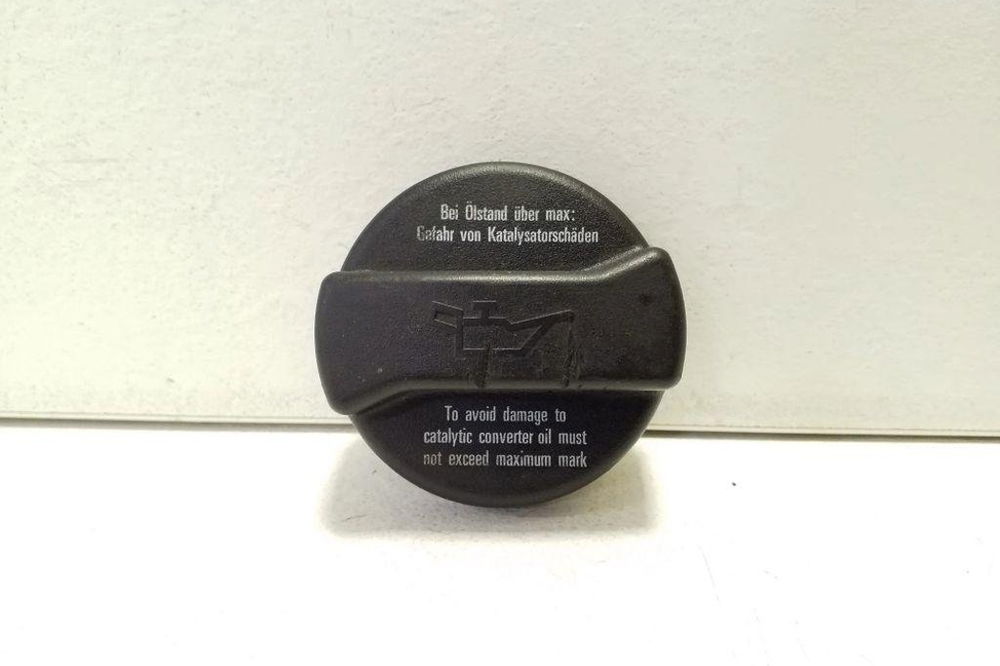 Bei Ölstand über max:
Gefahr von Katalysatorschäden
To avoid damage to
catalytic converter oil must
not exceed maximum mark